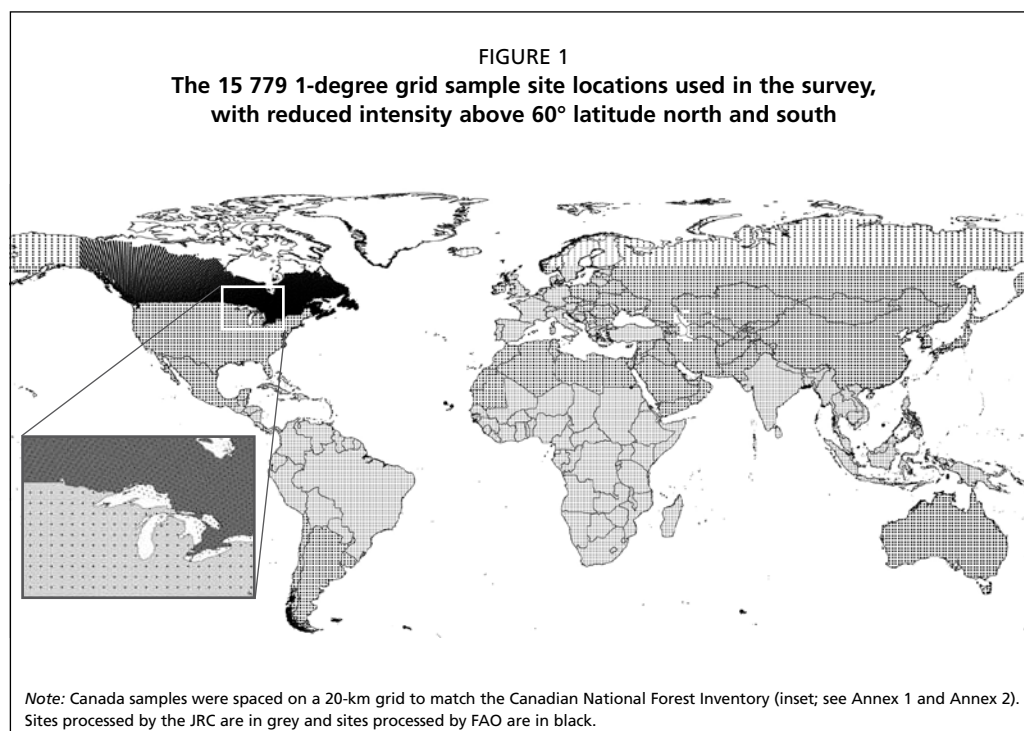 FIGURE 1
The 15 779 1-degree grid sample site locations used in the survey,
with reduced intensity above 60° latitude north and south
Note: Canada samples were spaced on a 20-km grid to match the Canadian National Forest Inventory (inset; see Annex 1 and Annex 2).
Sites processed by the JRC are in grey and sites processed by FAO are in black.